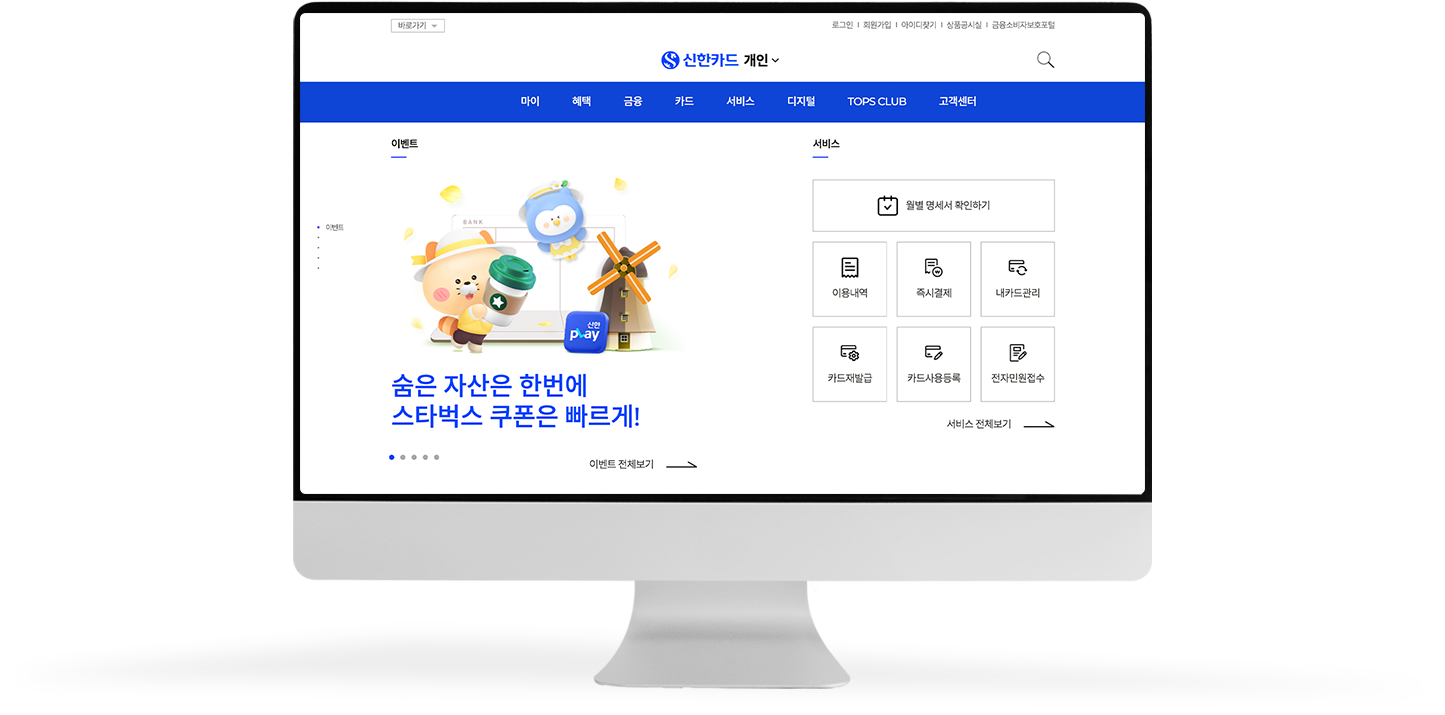 바로가기
로그인 | 회원가입 | 아이디찾기 | 상품공시실 | 금융소비자보호포털
신한카드 개인
마이 혜택 금융 카드 서비스 디지털 TOPS CLUB 고객센터
이벤트
이벤트
BANK
신한
play
숨은 자산은 한번에
스타벅스 쿠폰은 빠르게!
이벤트 전체보기
서비스
월별 명세서 확인하기
이용내역 즉시결제 내카드관리
카드재발급 카드사용등록 전자민원접수
서비스 전체보기